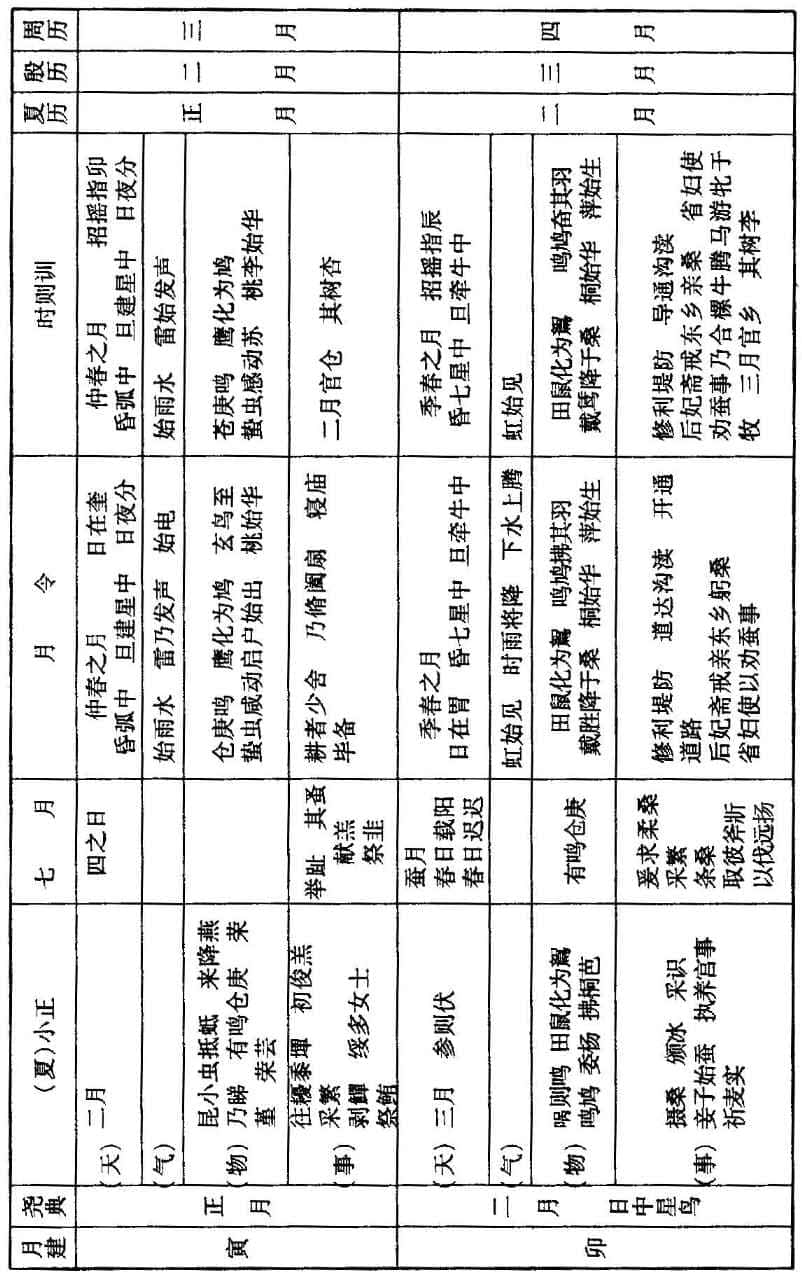 月建
尧典
(夏)小正
七月
月令
时则训
夏历
殷历
周历
寅
正月
(天) 二月
四之日
仲春之月 日在奎
昏弧中 旦建星中 日夜分
仲春之月 招摇指卯
昏弧中 旦建星中 日夜分
正月
二月
三月
(气)
始雨水 雷乃发声 始电
始雨水 雷始发声
(物)
昆小虫抵蚳 来降燕
乃睇 有鸣仓庚 荣
堇 荣芸
仓庚鸣 鹰化为鸠 玄鸟至
蛰虫咸动启户始出 桃始华
苍庚鸣 鹰化为鸠
蛰虫感动苏 桃李始华
(事)
往耰黍墠 初俊羔
采繁 绥多女士
剥鱓
祭鲔
举趾 其蚤
献羔
祭韭
耕者少舍 乃脩阖扇 寝庙
毕备
二月官仓 其树杏
卯
二月 日中星鸟
(天) 三月 参则伏
蚕月
春日载阳
春日迟迟
季春之月
日在胃 昏七星中 旦牵牛中
季春之月 招摇指辰
昏七星中 旦牵牛中
二月
三月
四月
(气)
虹始见 时雨将降 下水上腾
虹始见
(物)
㖞则鸣 田鼠化为鴽
鸣鸠 委杨 拂桐芭
有鸣仓庚
田鼠化为鴽 鸣鸠拂其羽
戴胜降于桑 桐始华 萍始生
田鼠化为鴽 鸣鸠奋其羽
戴鵀降于桑 桐始华 萍始生
(事)
摄桑 颁冰 采识
妾子始蚕 执养宫事
祈麦实
爰求柔桑
采繁
条桑
取彼斧斨
以伐远扬
修利堤防 道达沟渎 开通
道路
后妃斋戒亲东乡躬桑
省妇使以劝蚕事
修利堤防 导通沟渎
后妃斋戒东乡亲桑 省妇使
劝蚕事乃合㹎牛腾马游牝于
牧 三月官乡 其树李